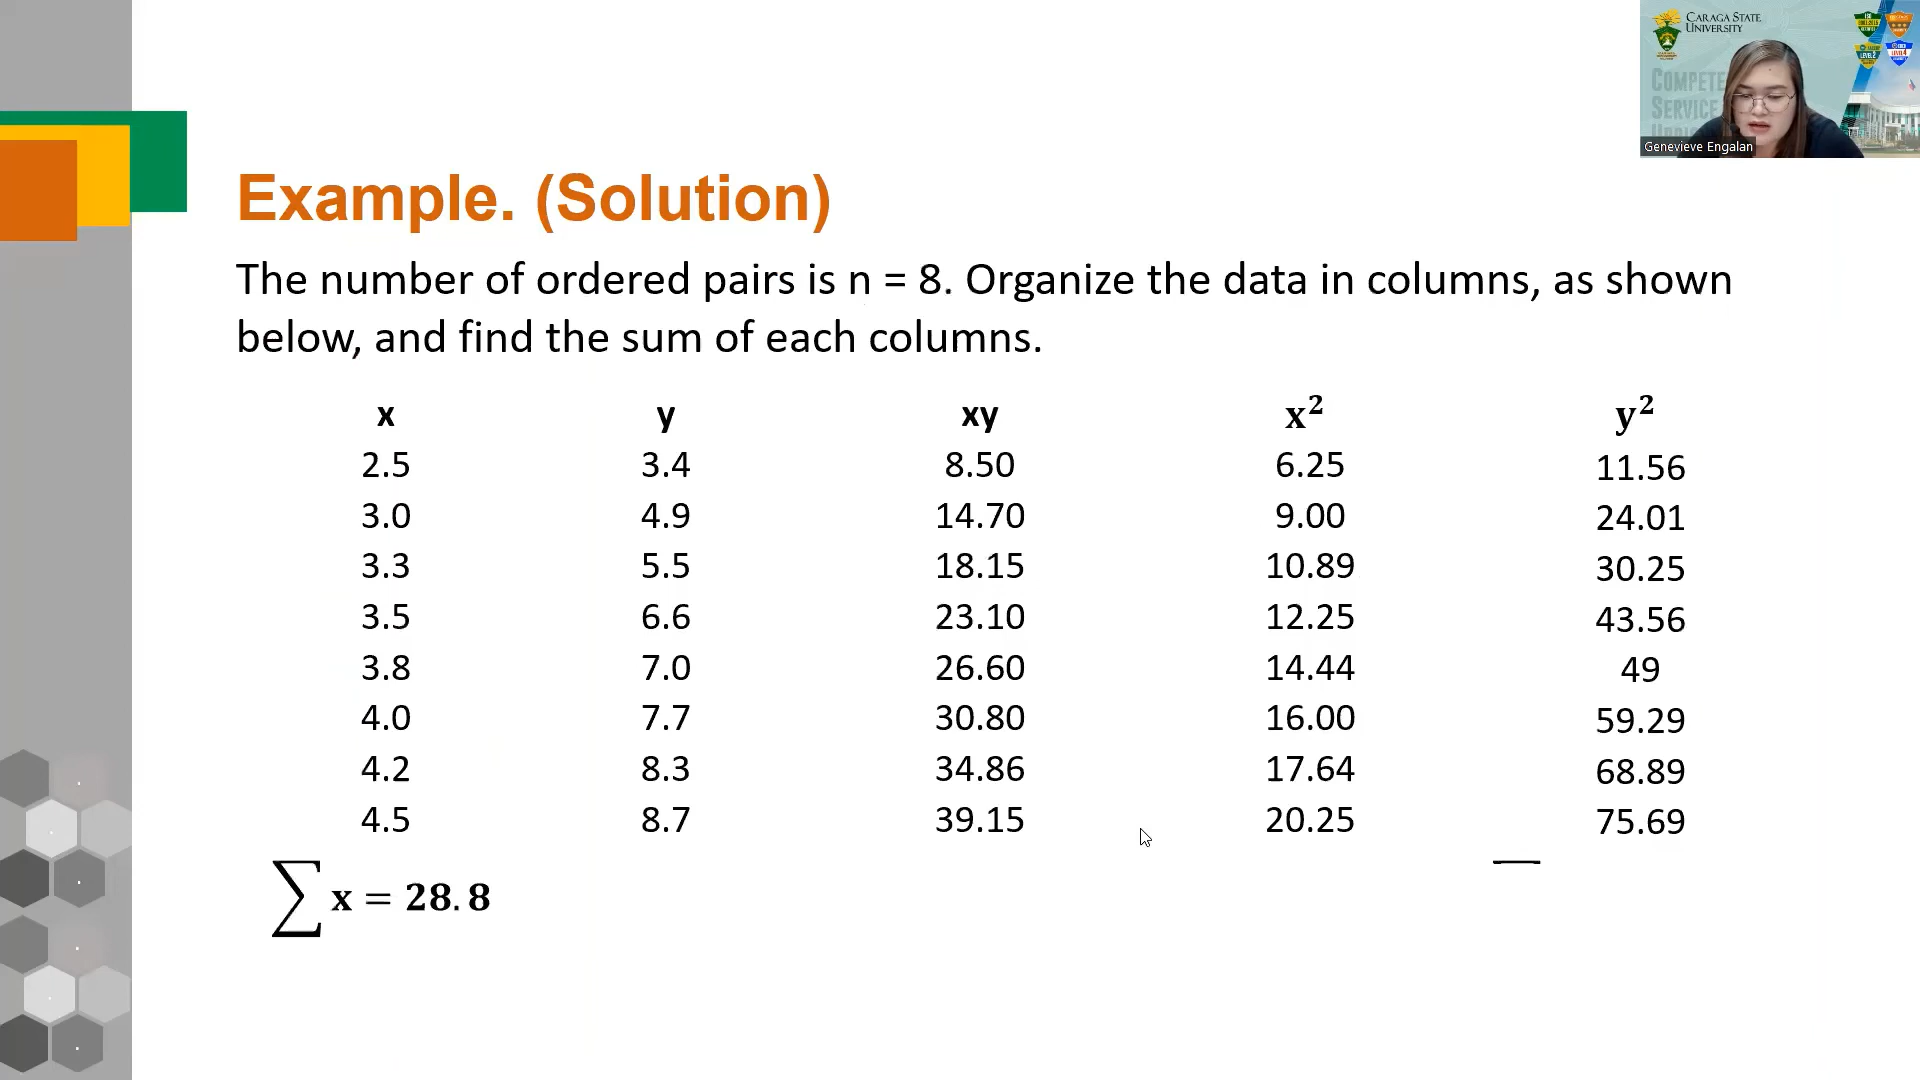 CARAGA STATE
UNIVERSITY
COMPETE
SERVICE
Genevieve Engalan
Example. (Solution)
The number of ordered pairs is n = 8. Organize the data in columns, as shown
below, and find the sum of each columns.
x y xy x² y²
2.5 3.4 8.50 6.25 11.56
3.0 4.9 14.70 9.00 24.01
3.3 5.5 18.15 10.89 30.25
3.5 6.6 23.10 12.25 43.56
3.8 7.0 26.60 14.44 49
4.0 7.7 30.80 16.00 59.29
4.2 8.3 34.86 17.64 68.89
4.5 8.7 39.15 20.25 75.69
∑ x = 28.8